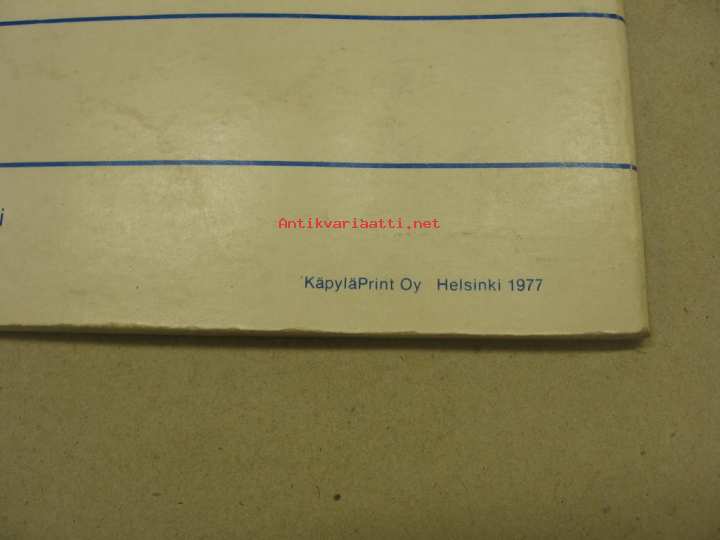 i
Antikvariaatti.net
KäpyläPrint Oy Helsinki 1977